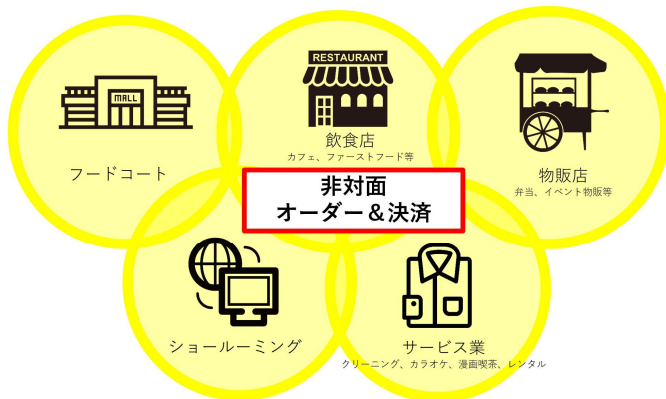 MALL
フードコート
RESTAURANT
飲食店
カフェ、ファーストフード等
物販店
弁当、イベント物販等
非対面
オーダー＆決済
ショールーミング
サービス業
クリーニング、カラオケ、漫画喫茶、レンタル